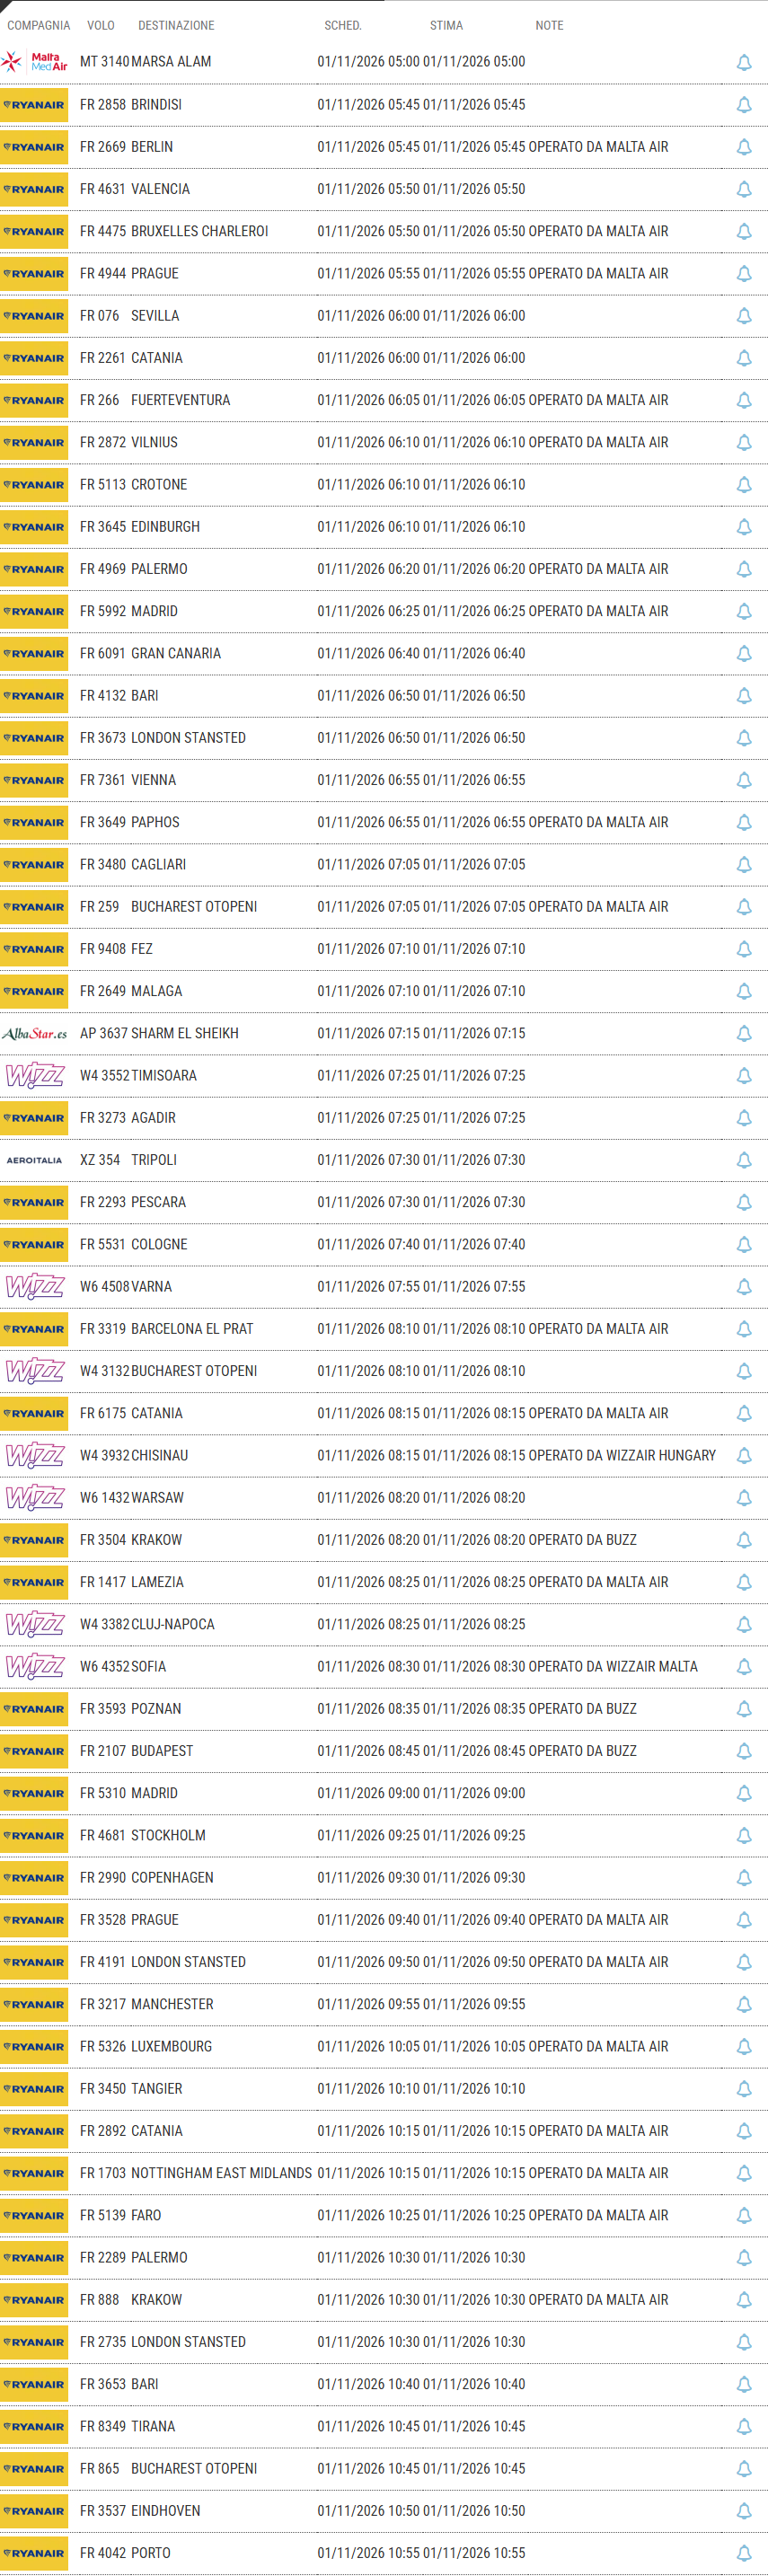 COMPAGNIA VOLO DESTINAZIONE SCHED. STIMA NOTE
Malta MedAir MT 3140 MARSA ALAM 01/11/2026 05:00 01/11/2026 05:00
RYANAIR FR 2858 BRINDISI 01/11/2026 05:45 01/11/2026 05:45
RYANAIR FR 2669 BERLIN 01/11/2026 05:45 01/11/2026 05:45 OPERATO DA MALTA AIR
RYANAIR FR 4631 VALENCIA 01/11/2026 05:50 01/11/2026 05:50
RYANAIR FR 4475 BRUXELLES CHARLEROI 01/11/2026 05:50 01/11/2026 05:50 OPERATO DA MALTA AIR
RYANAIR FR 4944 PRAGUE 01/11/2026 05:55 01/11/2026 05:55 OPERATO DA MALTA AIR
RYANAIR FR 076 SEVILLA 01/11/2026 06:00 01/11/2026 06:00
RYANAIR FR 2261 CATANIA 01/11/2026 06:00 01/11/2026 06:00
RYANAIR FR 266 FUERTEVENTURA 01/11/2026 06:05 01/11/2026 06:05 OPERATO DA MALTA AIR
RYANAIR FR 2872 VILNIUS 01/11/2026 06:10 01/11/2026 06:10 OPERATO DA MALTA AIR
RYANAIR FR 5113 CROTONE 01/11/2026 06:10 01/11/2026 06:10
RYANAIR FR 3645 EDINBURGH 01/11/2026 06:10 01/11/2026 06:10
RYANAIR FR 4969 PALERMO 01/11/2026 06:20 01/11/2026 06:20 OPERATO DA MALTA AIR
RYANAIR FR 5992 MADRID 01/11/2026 06:25 01/11/2026 06:25 OPERATO DA MALTA AIR
RYANAIR FR 6091 GRAN CANARIA 01/11/2026 06:40 01/11/2026 06:40
RYANAIR FR 4132 BARI 01/11/2026 06:50 01/11/2026 06:50
RYANAIR FR 3673 LONDON STANSTED 01/11/2026 06:50 01/11/2026 06:50
RYANAIR FR 7361 VIENNA 01/11/2026 06:55 01/11/2026 06:55
RYANAIR FR 3649 PAPHOS 01/11/2026 06:55 01/11/2026 06:55 OPERATO DA MALTA AIR
RYANAIR FR 3480 CAGLIARI 01/11/2026 07:05 01/11/2026 07:05
RYANAIR FR 259 BUCHAREST OTOPENI 01/11/2026 07:05 01/11/2026 07:05 OPERATO DA MALTA AIR
RYANAIR FR 9408 FEZ 01/11/2026 07:10 01/11/2026 07:10
RYANAIR FR 2649 MALAGA 01/11/2026 07:10 01/11/2026 07:10
AlbaStar.es AP 3637 SHARM EL SHEIKH 01/11/2026 07:15 01/11/2026 07:15
WIZZ W4 3552 TIMISOARA 01/11/2026 07:25 01/11/2026 07:25
RYANAIR FR 3273 AGADIR 01/11/2026 07:25 01/11/2026 07:25
AEROITALIA XZ 354 TRIPOLI 01/11/2026 07:30 01/11/2026 07:30
RYANAIR FR 2293 PESCARA 01/11/2026 07:30 01/11/2026 07:30
RYANAIR FR 5531 COLOGNE 01/11/2026 07:40 01/11/2026 07:40
WIZZ W6 4508 VARNA 01/11/2026 07:55 01/11/2026 07:55
RYANAIR FR 3319 BARCELONA EL PRAT 01/11/2026 08:10 01/11/2026 08:10 OPERATO DA MALTA AIR
WIZZ W4 3132 BUCHAREST OTOPENI 01/11/2026 08:10 01/11/2026 08:10
RYANAIR FR 6175 CATANIA 01/11/2026 08:15 01/11/2026 08:15 OPERATO DA MALTA AIR
WIZZ W4 3932 CHISINAU 01/11/2026 08:15 01/11/2026 08:15 OPERATO DA WIZZAIR HUNGARY
WIZZ W6 1432 WARSAW 01/11/2026 08:20 01/11/2026 08:20
RYANAIR FR 3504 KRAKOW 01/11/2026 08:20 01/11/2026 08:20 OPERATO DA BUZZ
RYANAIR FR 1417 LAMEZIA 01/11/2026 08:25 01/11/2026 08:25 OPERATO DA MALTA AIR
WIZZ W4 3382 CLUJ-NAPOCA 01/11/2026 08:25 01/11/2026 08:25
WIZZ W6 4352 SOFIA 01/11/2026 08:30 01/11/2026 08:30 OPERATO DA WIZZAIR MALTA
RYANAIR FR 3593 POZNAN 01/11/2026 08:35 01/11/2026 08:35 OPERATO DA BUZZ
RYANAIR FR 2107 BUDAPEST 01/11/2026 08:45 01/11/2026 08:45 OPERATO DA BUZZ
RYANAIR FR 5310 MADRID 01/11/2026 09:00 01/11/2026 09:00
RYANAIR FR 4681 STOCKHOLM 01/11/2026 09:25 01/11/2026 09:25
RYANAIR FR 2990 COPENHAGEN 01/11/2026 09:30 01/11/2026 09:30
RYANAIR FR 3528 PRAGUE 01/11/2026 09:40 01/11/2026 09:40 OPERATO DA MALTA AIR
RYANAIR FR 4191 LONDON STANSTED 01/11/2026 09:50 01/11/2026 09:50 OPERATO DA MALTA AIR
RYANAIR FR 3217 MANCHESTER 01/11/2026 09:55 01/11/2026 09:55
RYANAIR FR 5326 LUXEMBOURG 01/11/2026 10:05 01/11/2026 10:05 OPERATO DA MALTA AIR
RYANAIR FR 3450 TANGIER 01/11/2026 10:10 01/11/2026 10:10
RYANAIR FR 2892 CATANIA 01/11/2026 10:15 01/11/2026 10:15 OPERATO DA MALTA AIR
RYANAIR FR 1703 NOTTINGHAM EAST MIDLANDS 01/11/2026 10:15 01/11/2026 10:15 OPERATO DA MALTA AIR
RYANAIR FR 5139 FARO 01/11/2026 10:25 01/11/2026 10:25 OPERATO DA MALTA AIR
RYANAIR FR 2289 PALERMO 01/11/2026 10:30 01/11/2026 10:30
RYANAIR FR 888 KRAKOW 01/11/2026 10:30 01/11/2026 10:30 OPERATO DA MALTA AIR
RYANAIR FR 2735 LONDON STANSTED 01/11/2026 10:30 01/11/2026 10:30
RYANAIR FR 3653 BARI 01/11/2026 10:40 01/11/2026 10:40
RYANAIR FR 8349 TIRANA 01/11/2026 10:45 01/11/2026 10:45
RYANAIR FR 865 BUCHAREST OTOPENI 01/11/2026 10:45 01/11/2026 10:45
RYANAIR FR 3537 EINDHOVEN 01/11/2026 10:50 01/11/2026 10:50
RYANAIR FR 4042 PORTO 01/11/2026 10:55 01/11/2026 10:55